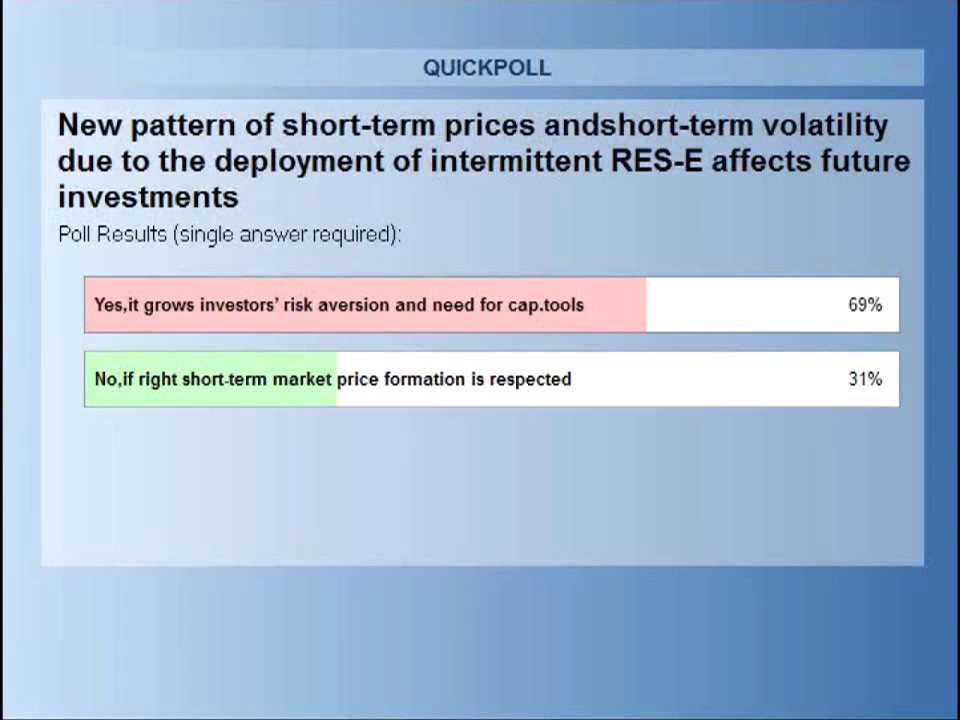 QUICKPOLL
New pattern of short-term prices andshort-term volatility
due to the deployment of intermittent RES-E affects future
investments
Poll Results (single answer required):
Yes,it grows investors' risk aversion and need for cap.tools 69%
No,if right short-term market price formation is respected 31%